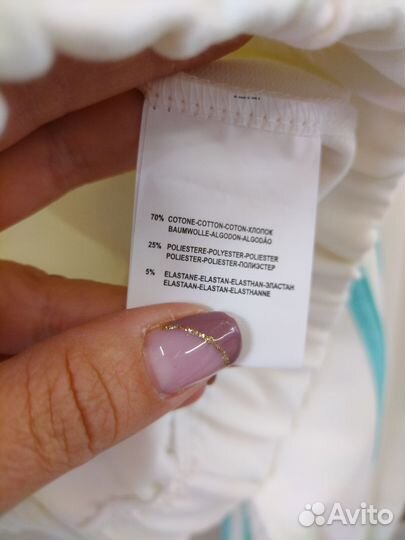 70% COTONE-COTTON-COTON-ХЛОПОК
BAUMWOLLE-ALGODON-ALGODÃO
25% POLIESTERE-POLYESTER-POLIESTER
POLIESTER-POLIESTER-ПОЛИЭСТЕР
5% ELASTANE-ELASTAN-ELASTHAN-ЭЛАСТАН
ELASTAAN-ELASTAN-ELASTHANNE
Avito